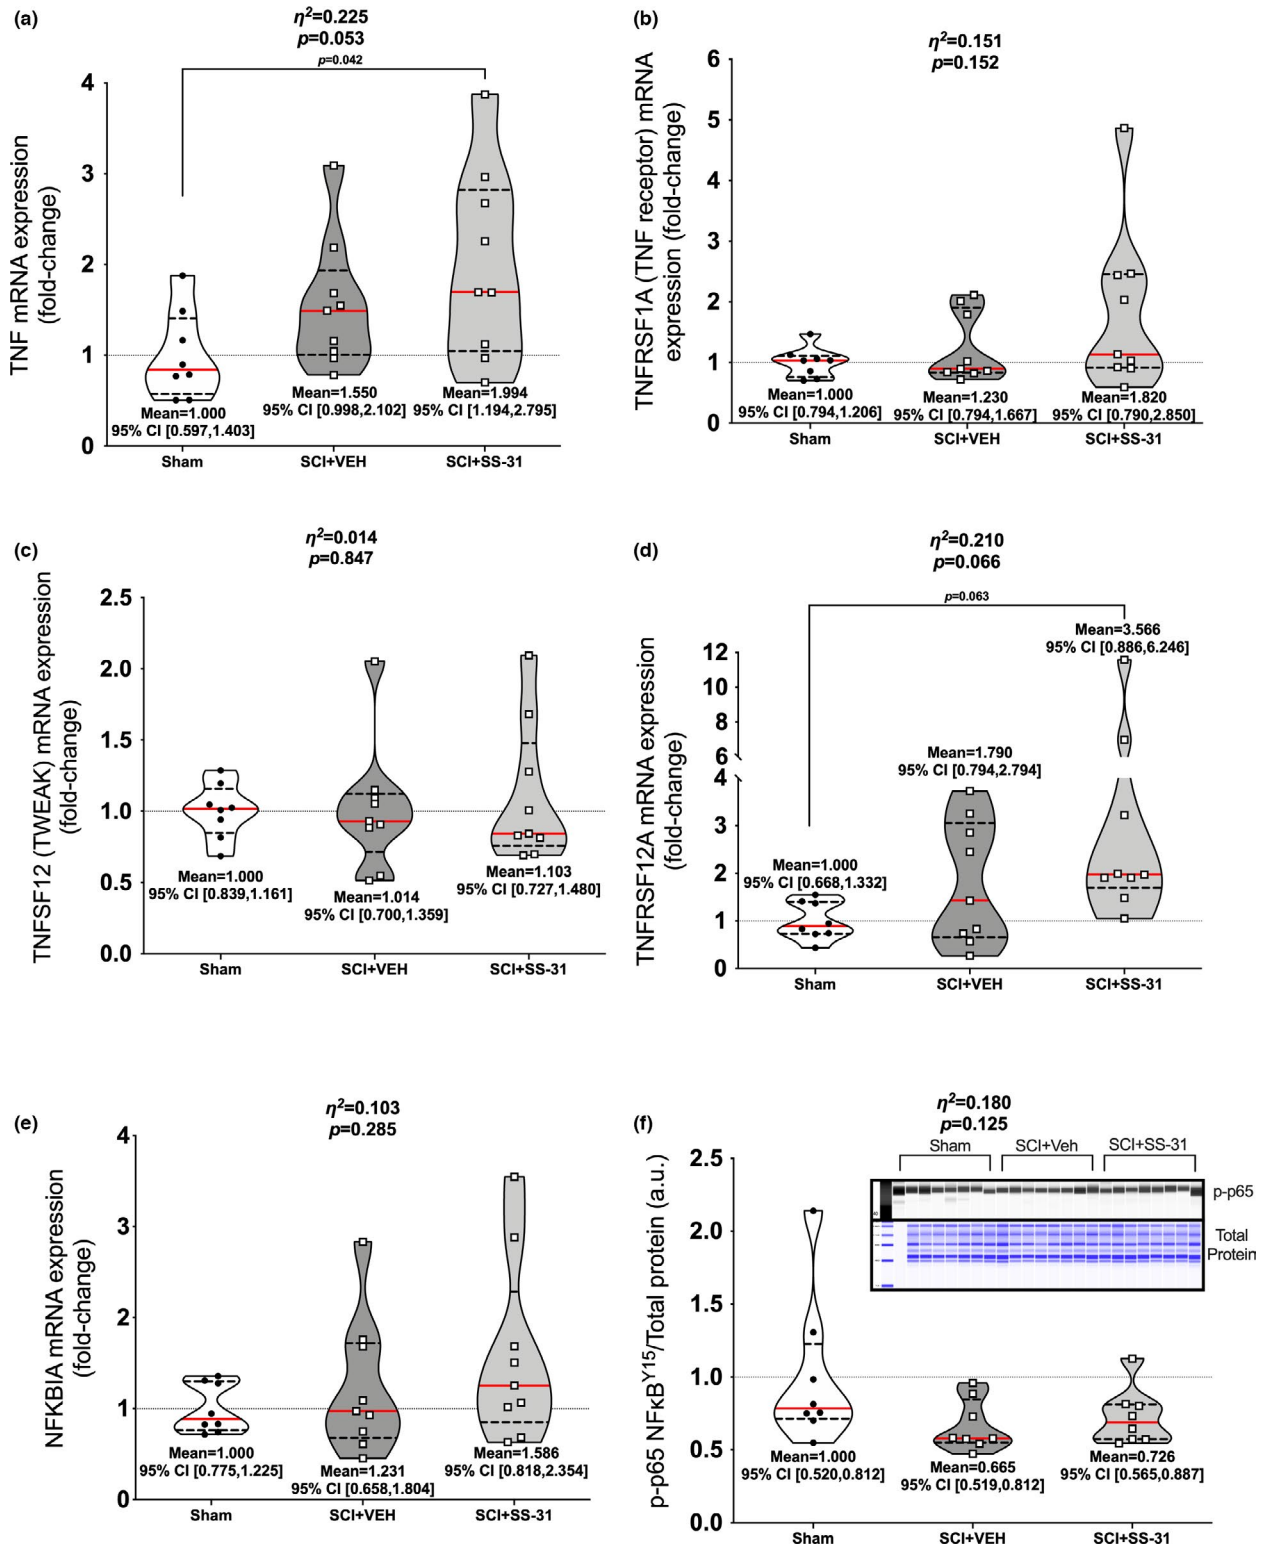 (a)
η²=0.225
p=0.053
p=0.042
TNF mRNA expression
(fold-change)
4
3
2
1
0
Mean=1.000
95% CI [0.597,1.403]
Mean=1.550
95% CI [0.998,2.102]
Mean=1.994
95% CI [1.194,2.795]
Sham
SCI+VEH
SCI+SS-31
(b)
η²=0.151
p=0.152
TNFRSF1A (TNF receptor) mRNA
expression (fold-change)
6
5
4
3
2
1
0
Mean=1.000
95% CI [0.794,1.206]
Mean=1.230
95% CI [0.794,1.667]
Mean=1.820
95% CI [0.790,2.850]
Sham
SCI+VEH
SCI+SS-31
(c)
η²=0.014
p=0.847
TNFSF12 (TWEAK) mRNA expression
(fold-change)
2.5
2.0
1.5
1.0
0.5
0.0
Mean=1.000
95% CI [0.839,1.161]
Mean=1.014
95% CI [0.700,1.359]
Mean=1.103
95% CI [0.727,1.480]
Sham
SCI+VEH
SCI+SS-31
(d)
η²=0.210
p=0.066
p=0.063
TNFRSF12A mRNA expression
(fold-change)
12
10
8
6
4
3
2
1
0
Mean=1.000
95% CI [0.668,1.332]
Mean=1.790
95% CI [0.794,2.794]
Mean=3.566
95% CI [0.886,6.246]
Sham
SCI+VEH
SCI+SS-31
(e)
η²=0.103
p=0.285
NFKBIA mRNA expression
(fold-change)
4
3
2
1
0
Mean=1.000
95% CI [0.775,1.225]
Mean=1.231
95% CI [0.658,1.804]
Mean=1.586
95% CI [0.818,2.354]
Sham
SCI+VEH
SCI+SS-31
(f)
η²=0.180
p=0.125
Sham
SCI+Veh
SCI+SS-31
p-p65
Total
Protein
p-p65 NFκBY15/Total protein (a.u.)
2.5
2.0
1.5
1.0
0.5
0.0
Mean=1.000
95% CI [0.520,0.812]
Mean=0.665
95% CI [0.519,0.812]
Mean=0.726
95% CI [0.565,0.887]
Sham
SCI+VEH
SCI+SS-31